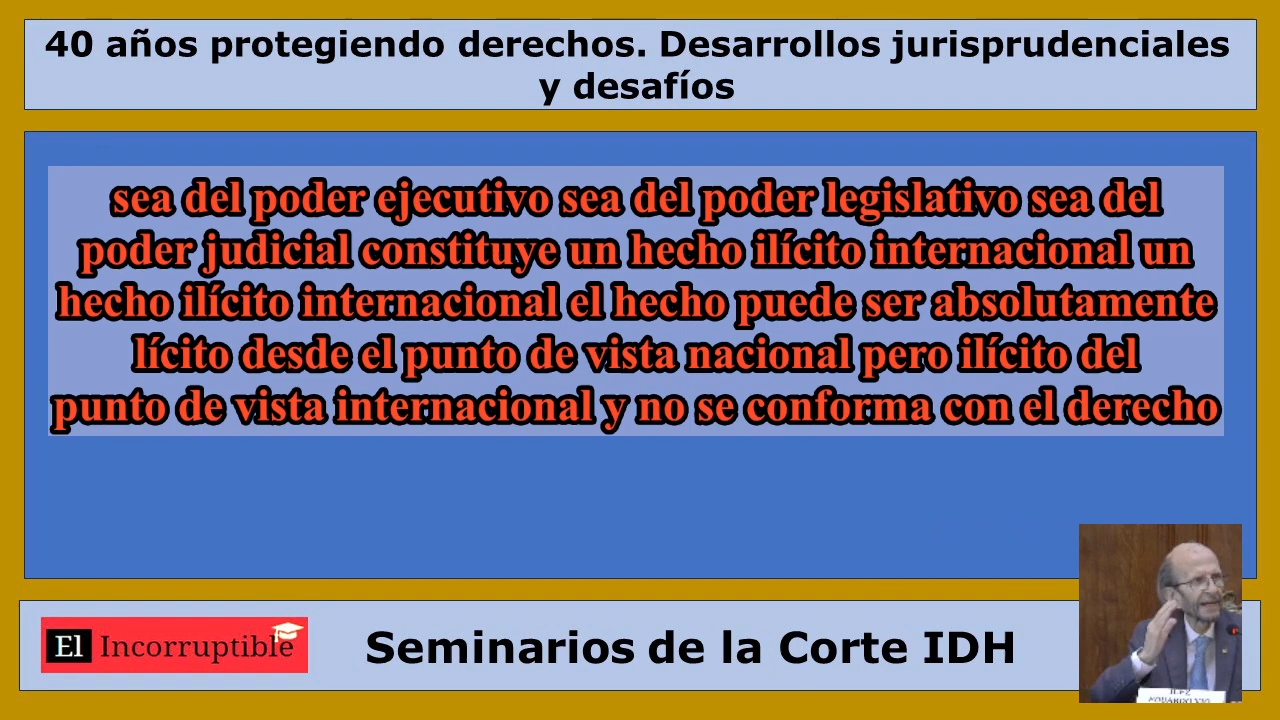 40 años protegiendo derechos. Desarrollos jurisprudenciales
y desafíos
sea del poder ejecutivo sea del poder legislativo sea del
poder judicial constituye un hecho ilícito internacional un
hecho ilícito internacional el hecho puede ser absolutamente
lícito desde el punto de vista nacional pero ilícito del
punto de vista internacional y no se conforma con el derecho
El Incorruptible
Seminarios de la Corte IDH